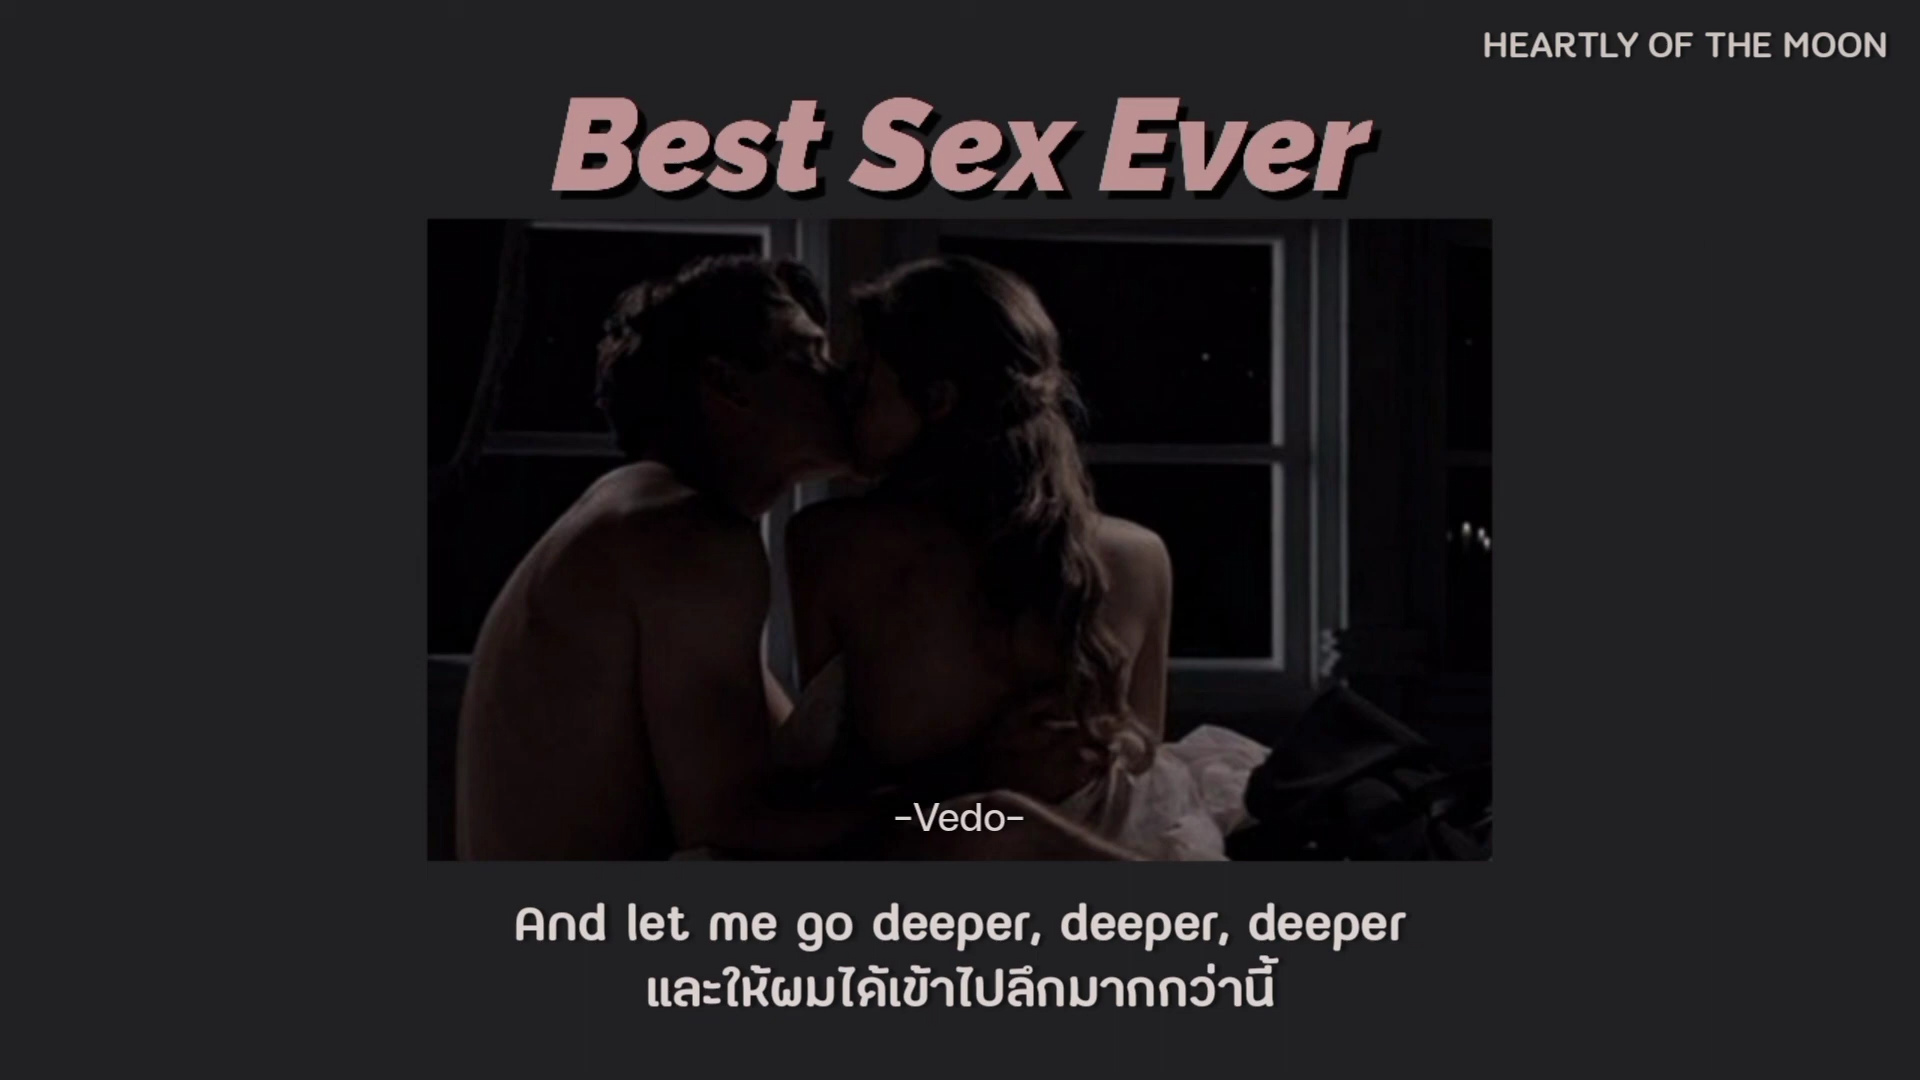 HEARTLY OF THE MOON
Best Sex Ever
-Vedo-
And let me go deeper, deeper, deeper
และให้ผมได้เข้าไปลึกมากกว่านี้